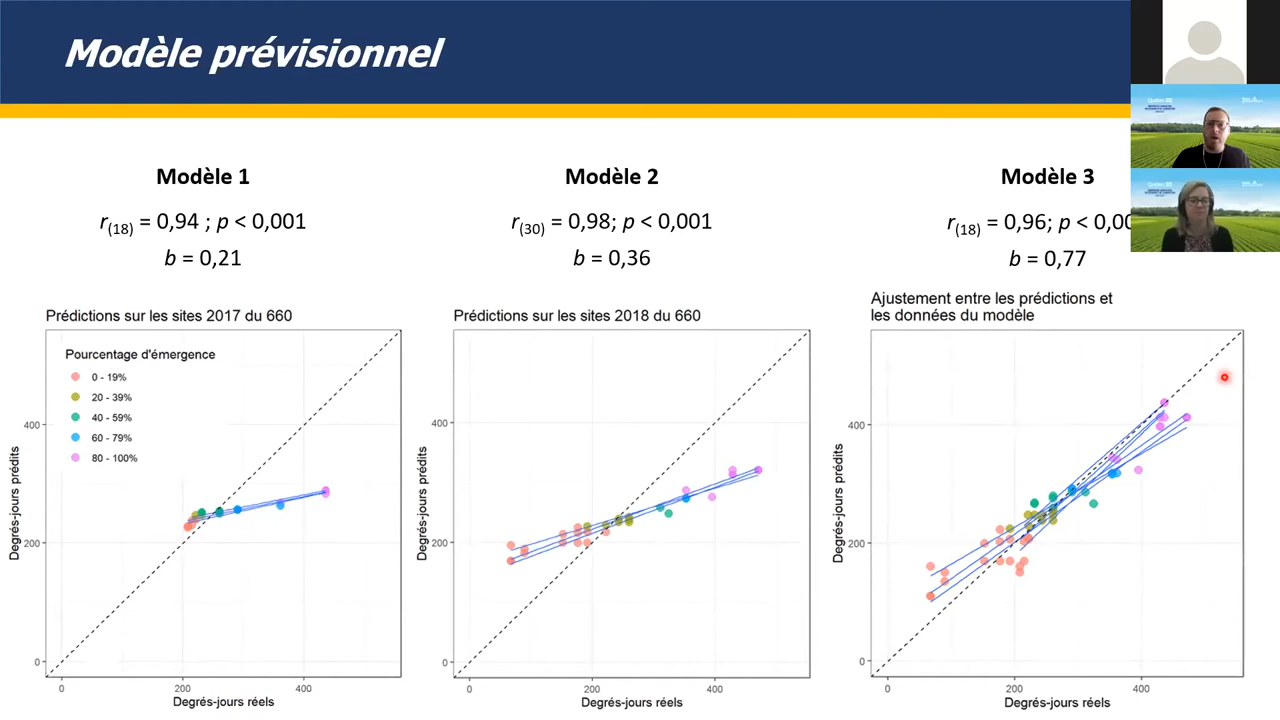 Modèle prévisionnel
Modèle 1
r(18) = 0,94 ; p < 0,001
b = 0,21
Modèle 2
r(30) = 0,98; p < 0,001
b = 0,36
Modèle 3
r(18) = 0,96; p < 0,00
b = 0,77
Prédictions sur les sites 2017 du 660
Pourcentage d'émergence
0 - 19%
20 - 39%
40 - 59%
60 - 79%
80 - 100%
400
200
0
0
200
400
Degrés-jours prédits
Degrés-jours réels
Prédictions sur les sites 2018 du 660
400
200
0
0
200
400
Degrés-jours prédits
Degrés-jours réels
Ajustement entre les prédictions et
les données du modèle
400
200
0
0
200
400
Degrés-jours prédits
Degrés-jours réels
Québec
Québec